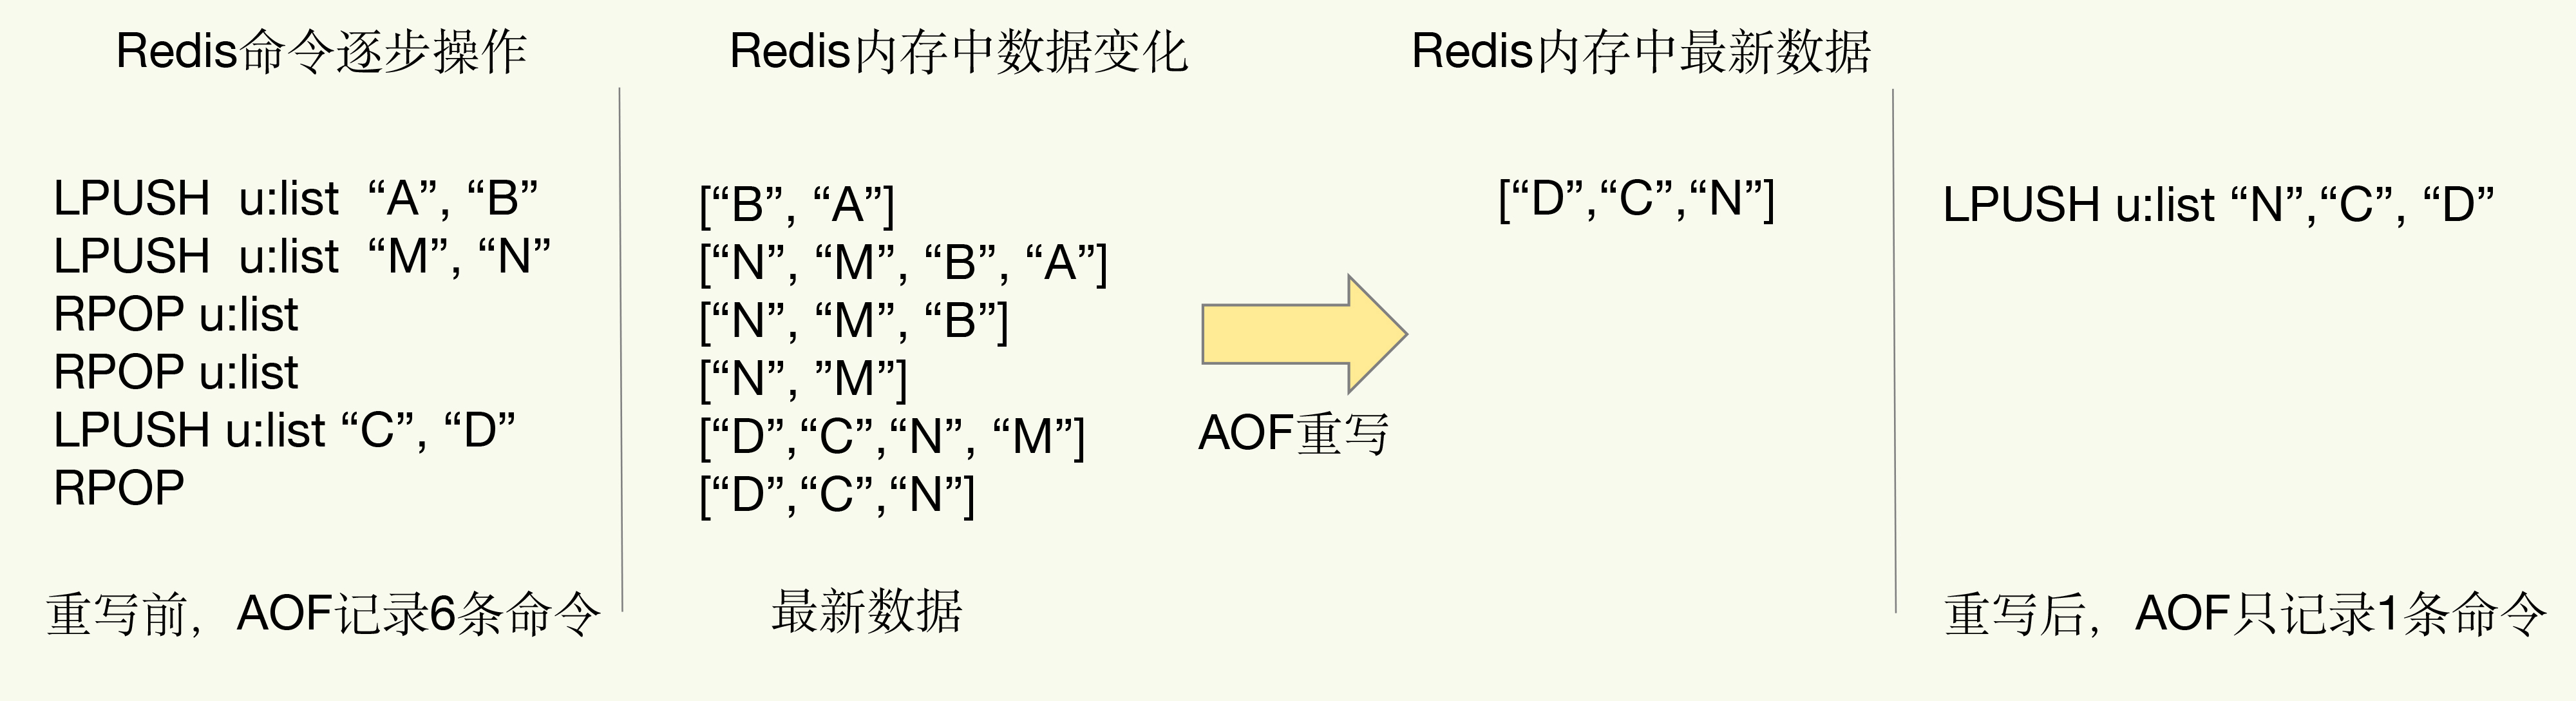 Redis命令逐步操作
LPUSH  u:list  “A”, “B”
LPUSH  u:list  “M”, “N”
RPOP u:list
RPOP u:list
LPUSH u:list “C”, “D”
RPOP
重写前，AOF记录6条命令
Redis内存中数据变化
[“B”, “A”]
[“N”, “M”, “B”, “A”]
[“N”, “M”, “B”]
[“N”, ”M”]
[“D”,“C”,“N”, “M”]
[“D”,“C”,“N”]
最新数据
AOF重写
Redis内存中最新数据
[“D”,“C”,“N”]
LPUSH u:list “N”,“C”, “D”
重写后，AOF只记录1条命令